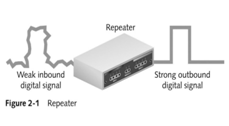 Repeater
Weak inbound
digital signal
Strong outbound
digital signal
Figure 2-1 Repeater